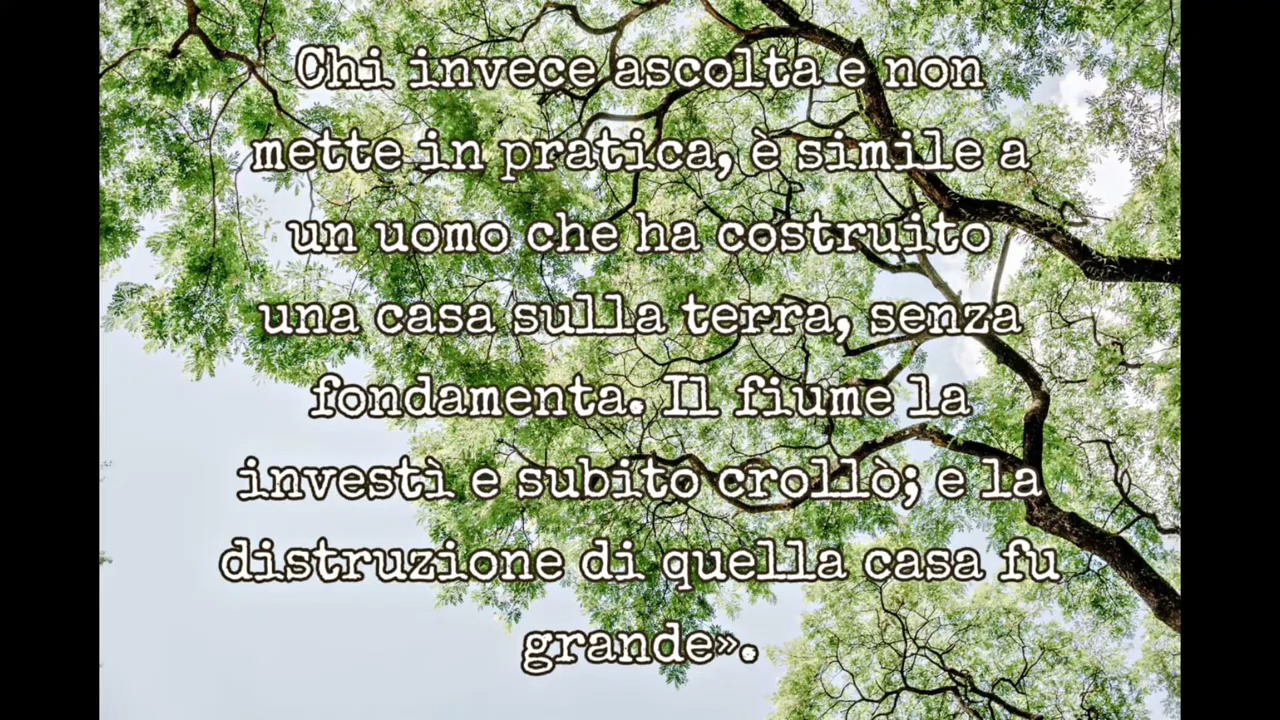 Chi invece ascolta e non
mette in pratica, è simile a
un uomo che ha costruito
una casa sulla terra, senza
fondamenta. Il fiume la
investì e subito crollò; e la
distruzione di quella casa fu
grande».